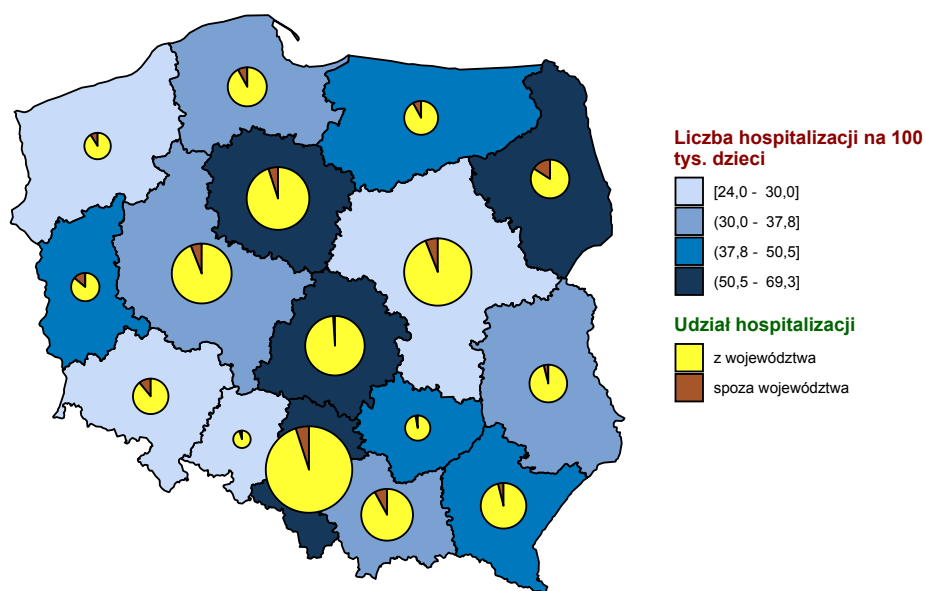 Liczba hospitalizacji na 100
tys. dzieci
[24,0 - 30,0]
(30,0 - 37,8]
(37,8 - 50,5]
(50,5 - 69,3]
Udział hospitalizacji
z województwa
spoza województwa